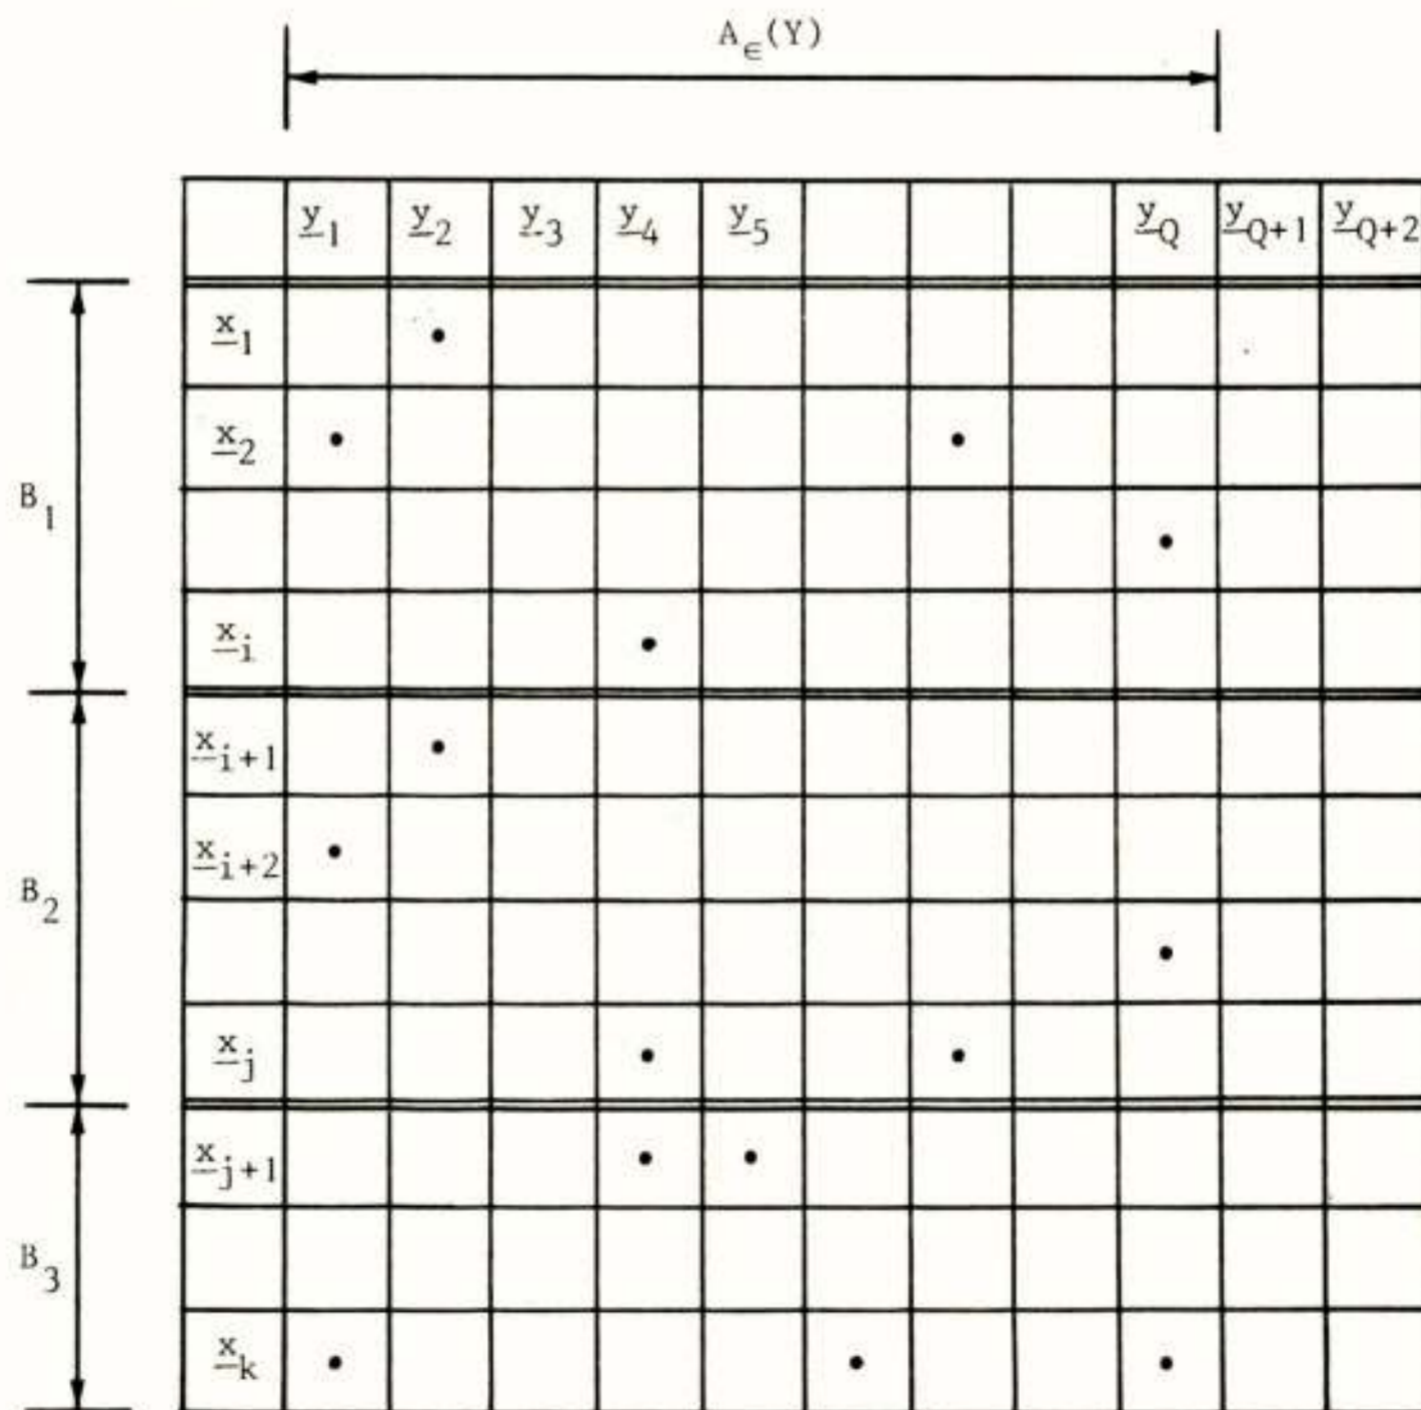 A∈(Y)
y1 y2 y3 y4 y5 yQ yQ+1 yQ+2
x1
x2
B1
xi
xi+1
xi+2
B2
xj
xj+1
B3
xk